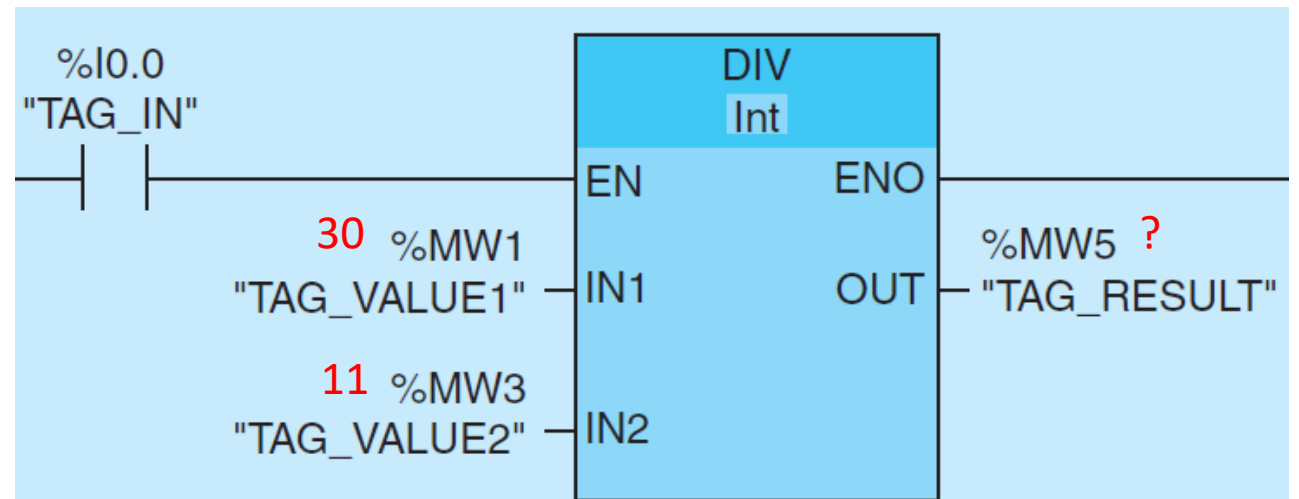 %I0.0
"TAG_IN"
DIV
Int
EN
ENO
30 %MW1
"TAG_VALUE1"
IN1
OUT
%MW5 ?
"TAG_RESULT"
11 %MW3
"TAG_VALUE2"
IN2